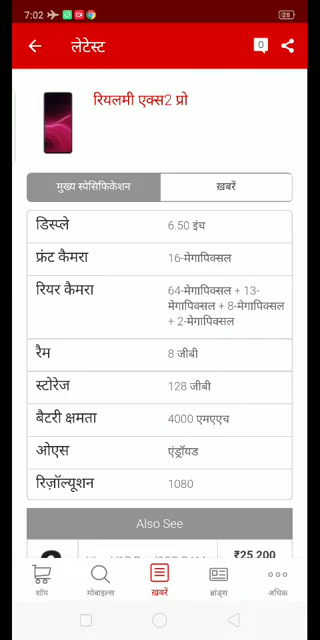 7:02
28
लेटेस्ट
0
रियलमी एक्स2 प्रो
मुख्य स्पेसिफिकेशन
ख़बरें
डिस्प्ले 6.50 इंच
फ्रंट कैमरा 16-मेगापिक्सल
रियर कैमरा 64-मेगापिक्सल + 13-
मेगापिक्सल + 8-मेगापिक्सल
+ 2-मेगापिक्सल
रैम 8 जीबी
स्टोरेज 128 जीबी
बैटरी क्षमता 4000 एमएएच
ओएस एंड्रॉयड
रिज़ॉल्यूशन 1080
Also See
₹25,200
शॉप
मोबाइल्स
ख़बरें
ब्रांड्स
अधिक